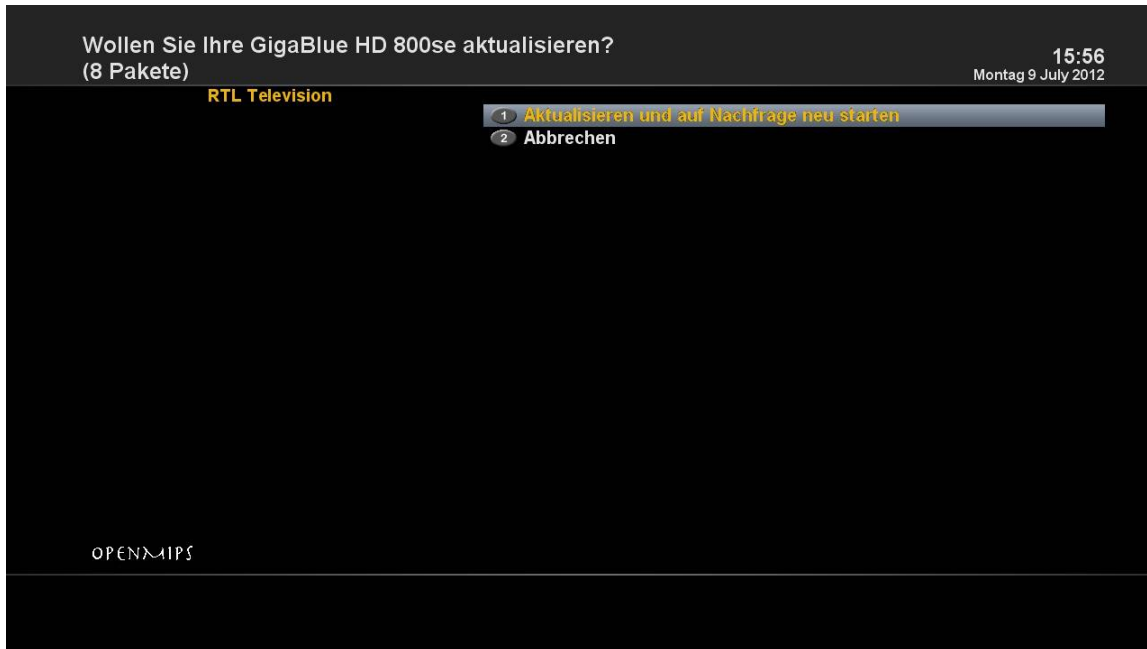 Wollen Sie Ihre GigaBlue HD 800se aktualisieren?
(8 Pakete)
15:56
Montag 9 July 2012
RTL Television
1 Aktualisieren und auf Nachfrage neu starten
2 Abbrechen
OPENMIPS